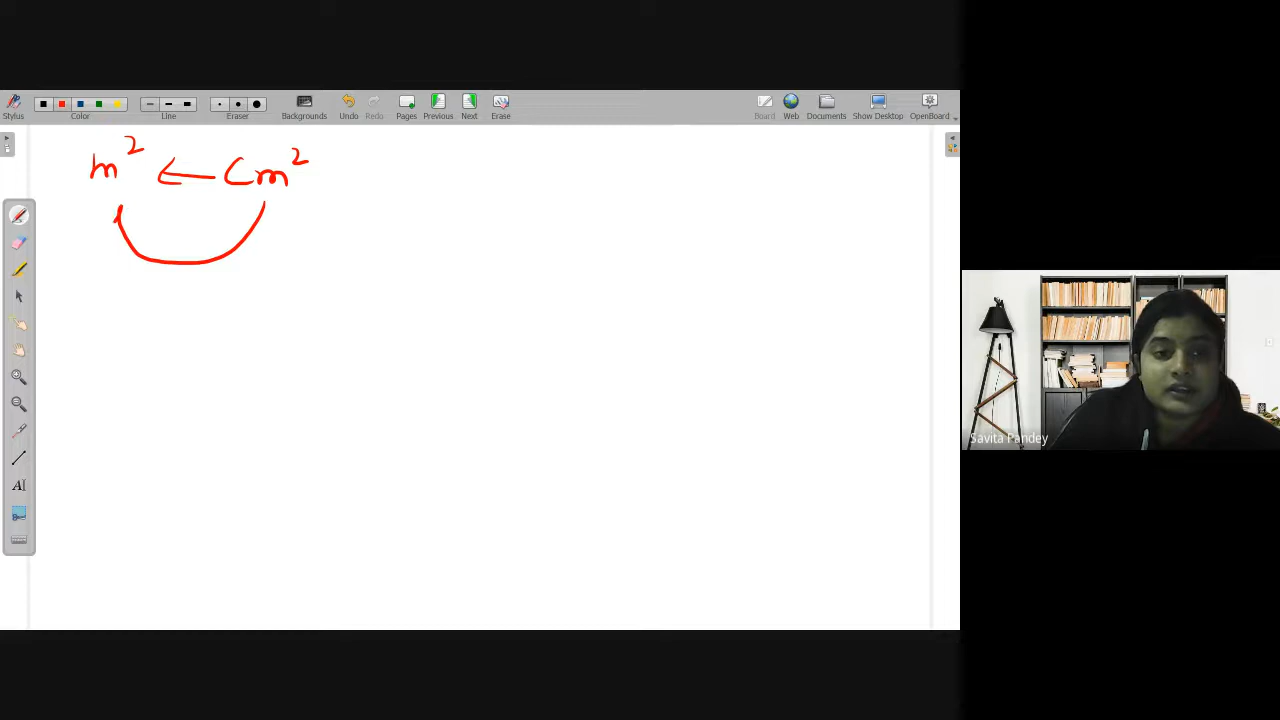 Stylus
Color
Line
Eraser
Backgrounds
Undo
Redo
Pages
Previous
Next
Erase
Board
Web
Documents
Show Desktop
OpenBoard
m² ← Cm²
AI
Savita Pandey